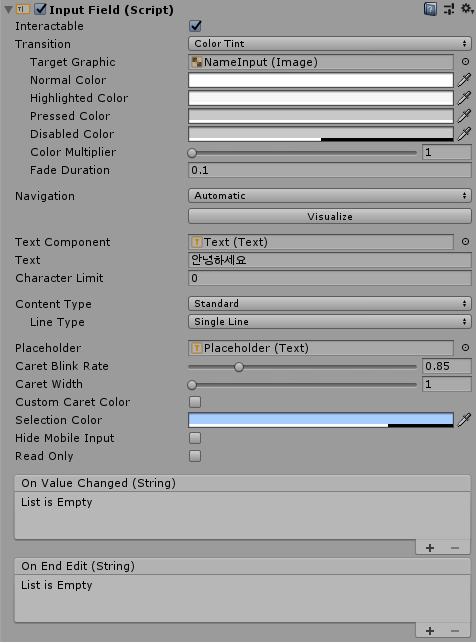 Input Field (Script)
Interactable
Transition Color Tint
Target Graphic NameInput (Image)
Normal Color
Highlighted Color
Pressed Color
Disabled Color
Color Multiplier 1
Fade Duration 0.1
Navigation Automatic
Visualize
Text Component Text (Text)
Text 안녕하세요
Character Limit 0
Content Type Standard
Line Type Single Line
Placeholder Placeholder (Text)
Caret Blink Rate 0.85
Caret Width 1
Custom Caret Color
Selection Color
Hide Mobile Input
Read Only
On Value Changed (String)
List is Empty
+ −
On End Edit (String)
List is Empty
+ −